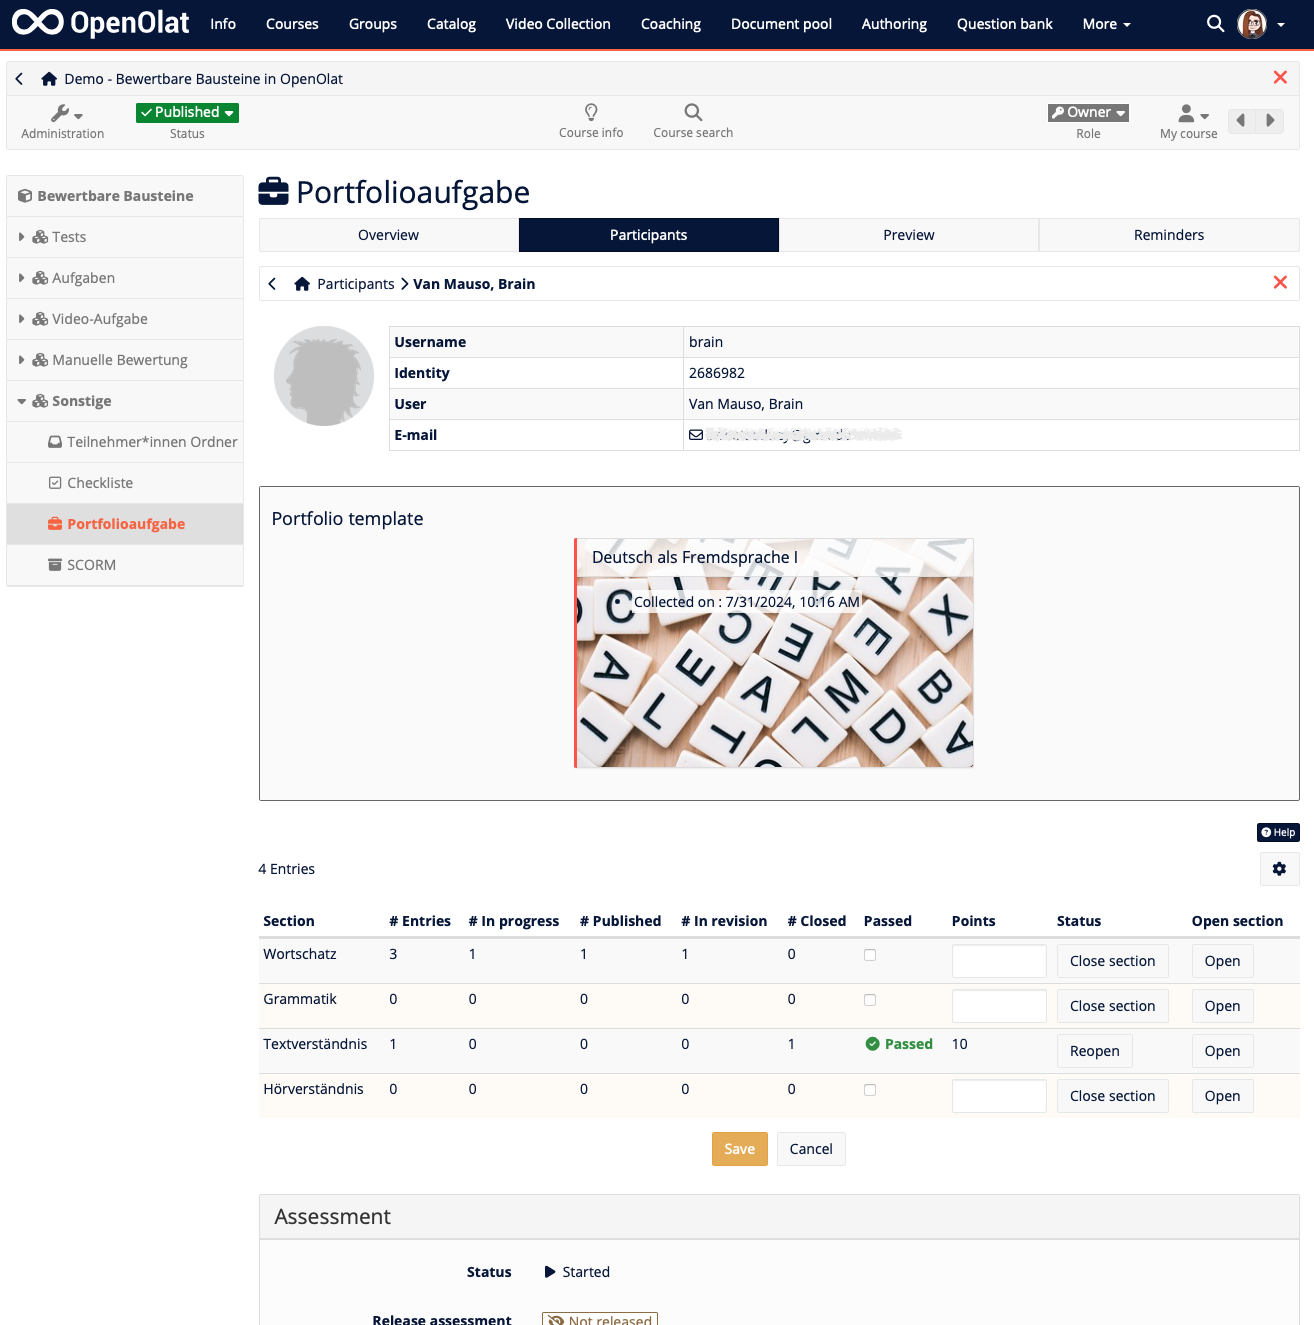 OpenOlat Info Courses Groups Catalog Video Collection Coaching Document pool Authoring Question bank More
Demo - Bewertbare Bausteine in OpenOlat
Administration Published Status Course info Course search Owner Role My course
Bewertbare Bausteine
Tests
Aufgaben
Video-Aufgabe
Manuelle Bewertung
Sonstige
Teilnehmer*innen Ordner
Checkliste
Portfolioaufgabe
SCORM
Portfolioaufgabe
Overview Participants Preview Reminders
Participants Van Mauso, Brain
Username brain
Identity 2686982
User Van Mauso, Brain
E-mail
Portfolio template
Deutsch als Fremdsprache I
Collected on : 7/31/2024, 10:16 AM
Help
4 Entries
Section # Entries # In progress # Published # In revision # Closed Passed Points Status Open section
Wortschatz 3 1 1 1 0 Close section Open
Grammatik 0 0 0 0 0 Close section Open
Textverständnis 1 0 0 0 1 Passed 10 Reopen Open
Hörverständnis 0 0 0 0 0 Close section Open
Save Cancel
Assessment
Status Started
Release assessment Not released